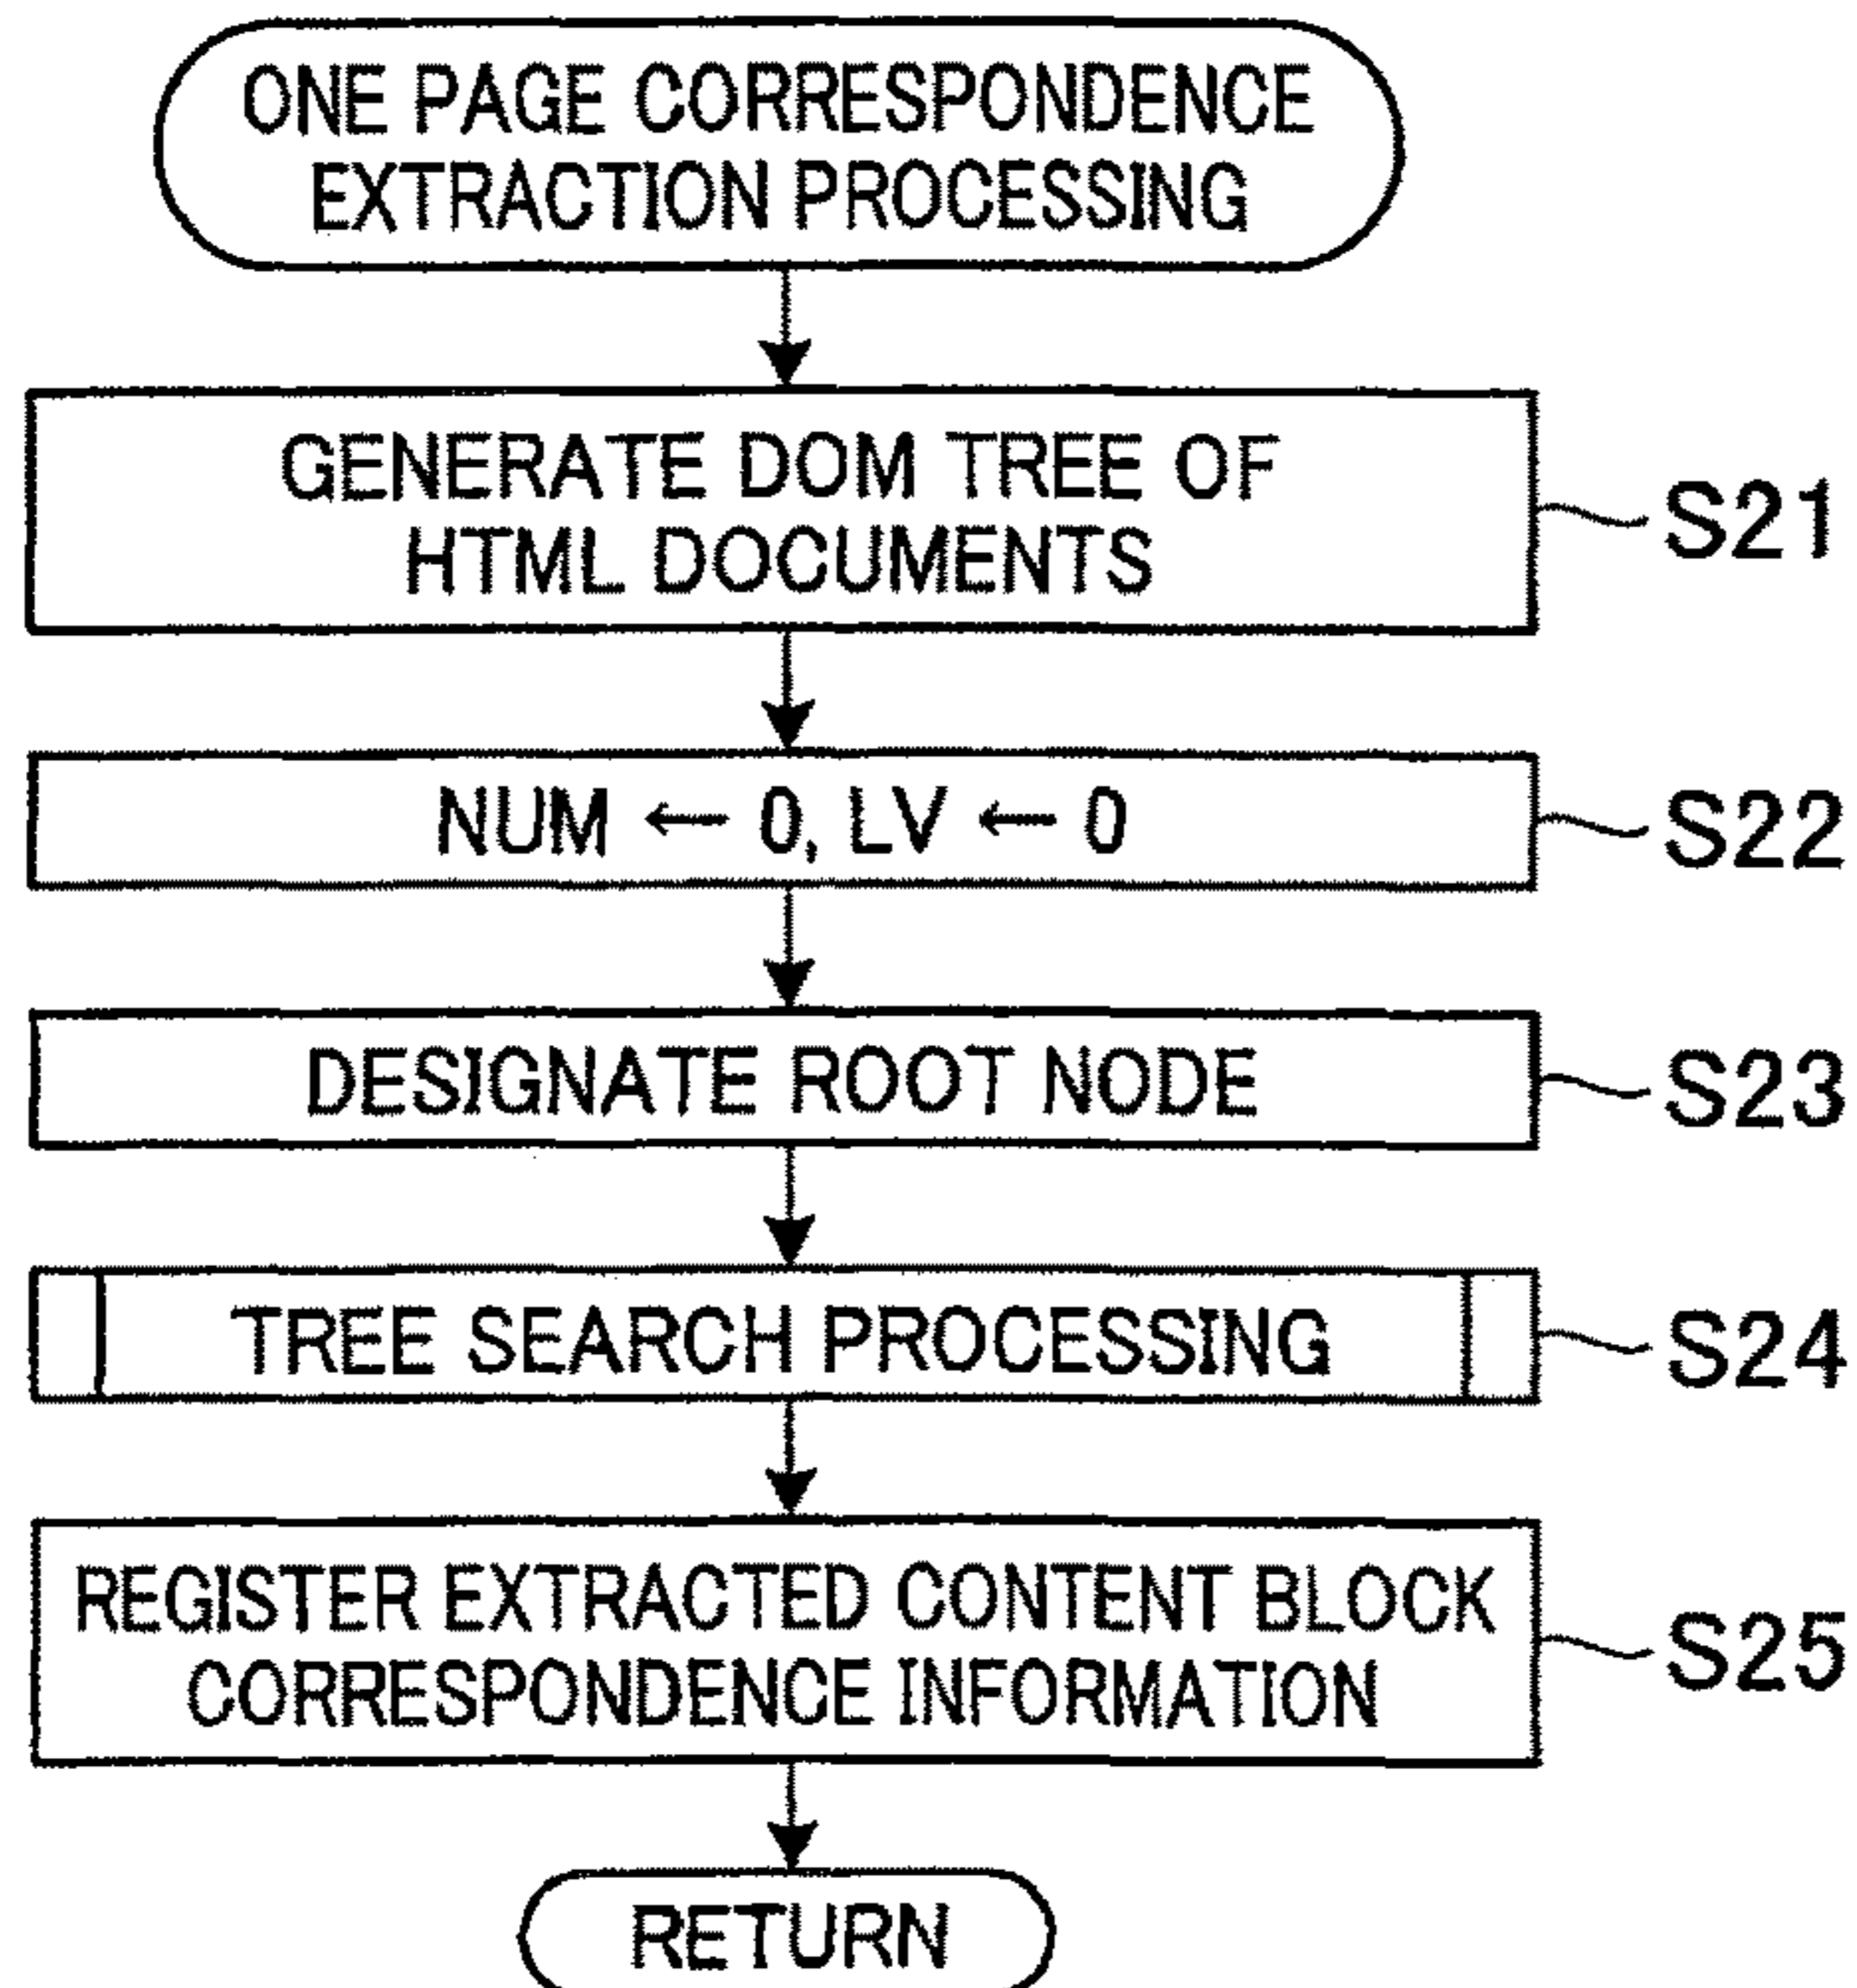 ONE PAGE CORRESPONDENCE
EXTRACTION PROCESSING
GENERATE DOM TREE OF
HTML DOCUMENTS
S21
NUM ← 0, LV ← 0
S22
DESIGNATE ROOT NODE
S23
TREE SEARCH PROCESSING
S24
REGISTER EXTRACTED CONTENT BLOCK
CORRESPONDENCE INFORMATION
S25
RETURN